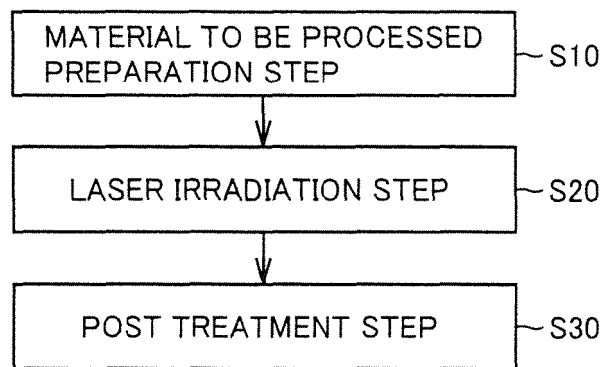 MATERIAL TO BE PROCESSED
PREPARATION STEP
S10
LASER IRRADIATION STEP
S20
POST TREATMENT STEP
S30